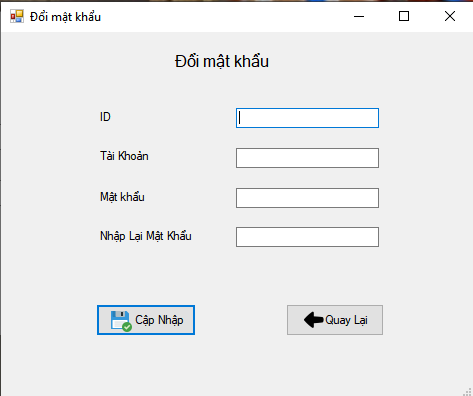 Đổi mật khẩu
Đổi mật khẩu
ID
Tài Khoản
Mật khẩu
Nhập Lại Mật Khẩu
Cập Nhập
Quay Lại